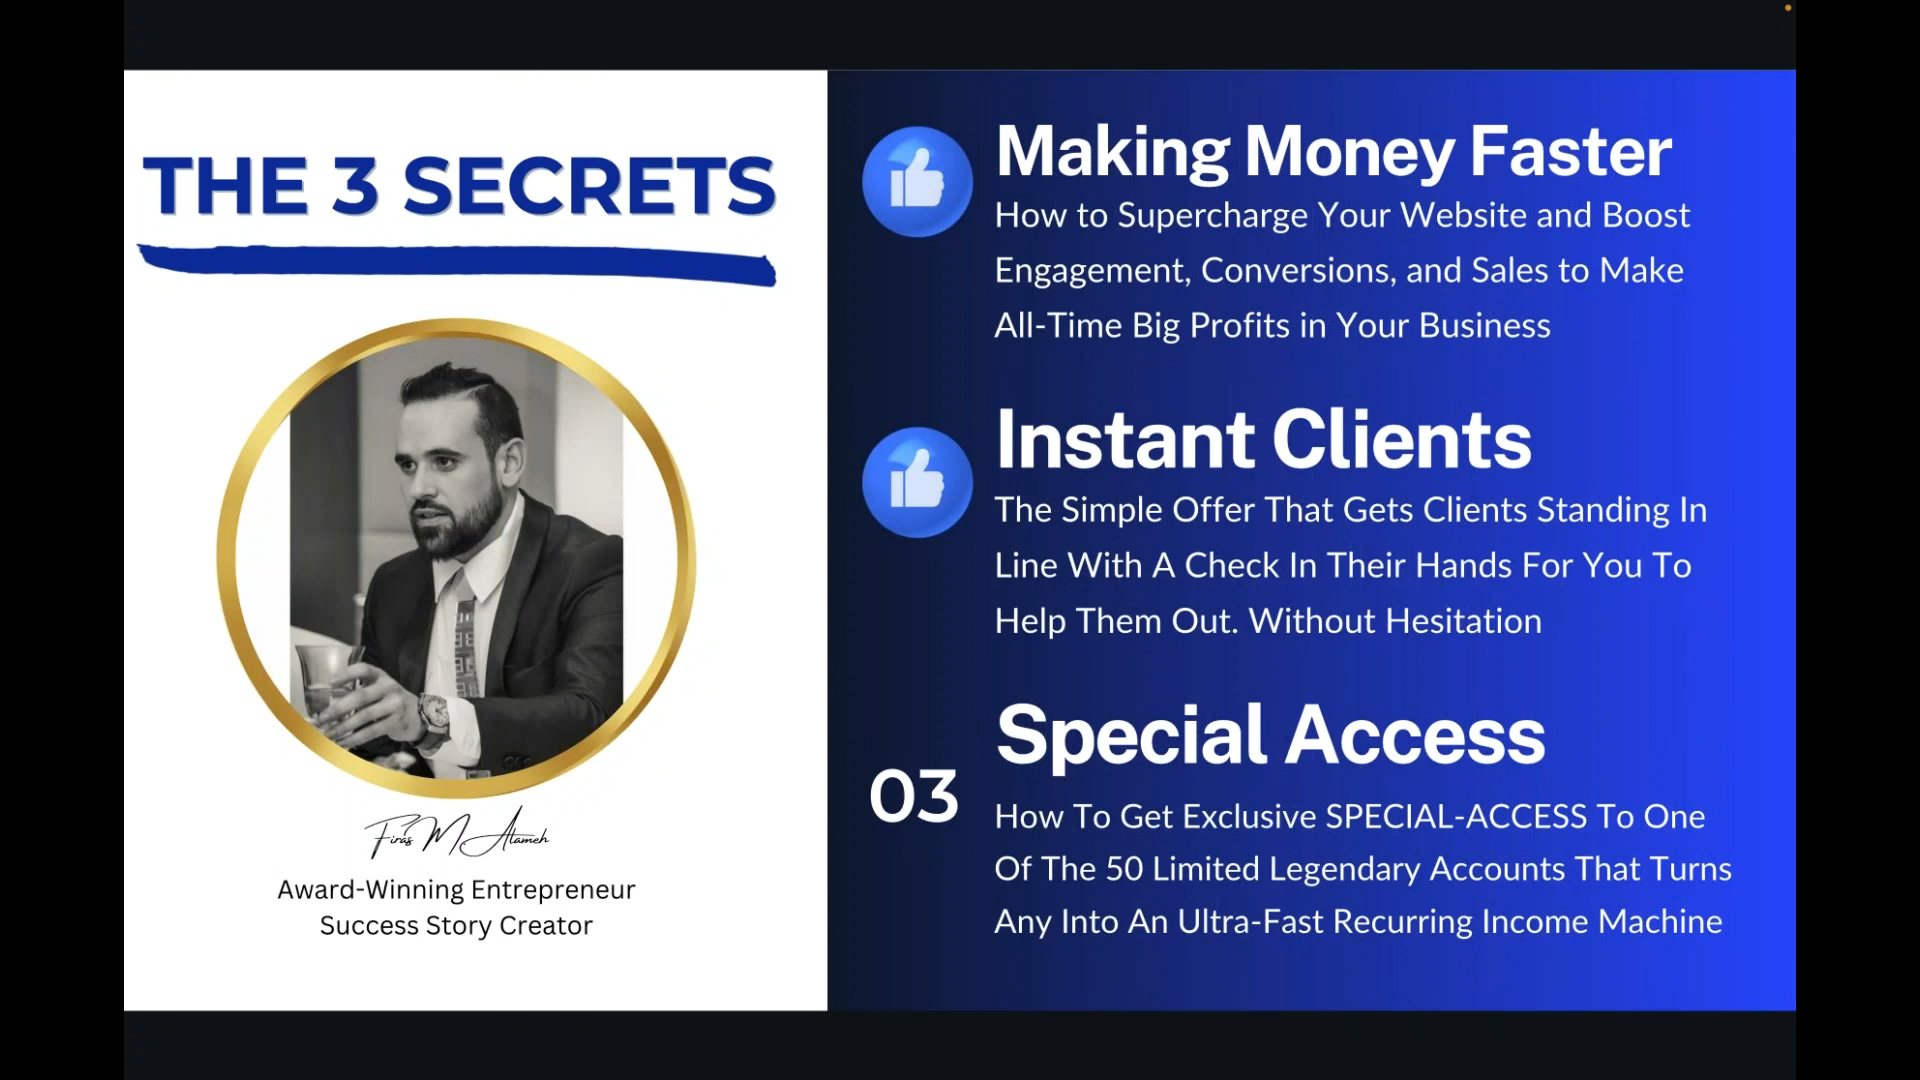 THE 3 SECRETS
Firas M Alameh
Award-Winning Entrepreneur
Success Story Creator
Making Money Faster
How to Supercharge Your Website and Boost
Engagement, Conversions, and Sales to Make
All-Time Big Profits in Your Business
Instant Clients
The Simple Offer That Gets Clients Standing In
Line With A Check In Their Hands For You To
Help Them Out. Without Hesitation
03
Special Access
How To Get Exclusive SPECIAL-ACCESS To One
Of The 50 Limited Legendary Accounts That Turns
Any Into An Ultra-Fast Recurring Income Machine